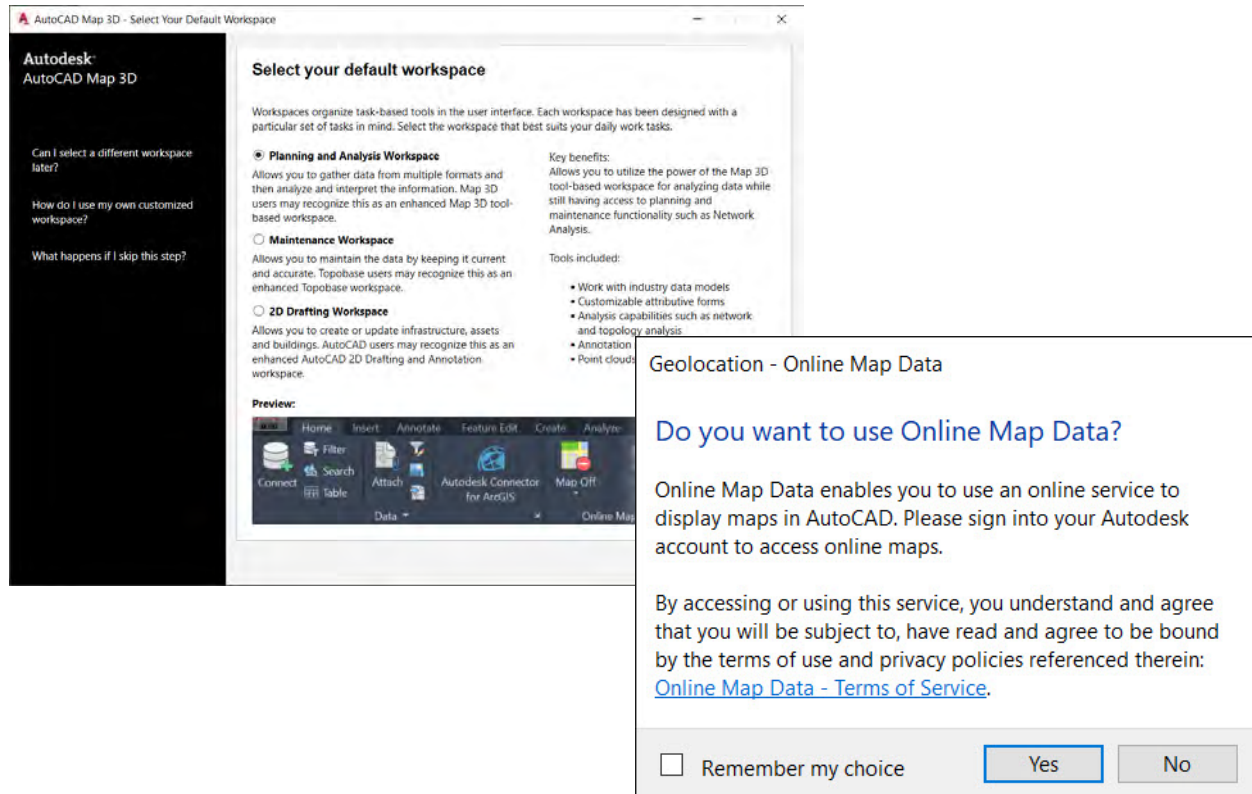 AutoCAD Map 3D - Select Your Default Workspace
Autodesk
AutoCAD Map 3D
Can I select a different workspace
later?
How do I use my own customized
workspace?
What happens if I skip this step?
Select your default workspace
Workspaces organize task-based tools in the user interface. Each workspace has been designed with a
particular set of tasks in mind. Select the workspace that best suits your daily work tasks.
Planning and Analysis Workspace
Allows you to gather data from multiple formats and
then analyze and interpret the information. Map 3D
users may recognize this as an enhanced Map 3D tool-
based workspace.
Maintenance Workspace
Allows you to maintain the data by keeping it current
and accurate. Topobase users may recognize this as an
enhanced Topobase workspace.
2D Drafting Workspace
Allows you to create or update infrastructure, assets
and buildings. AutoCAD users may recognize this as an
enhanced AutoCAD 2D Drafting and Annotation
workspace.
Key benefits:
Allows you to utilize the power of the Map 3D
tool-based workspace for analyzing data while
still having access to planning and
maintenance functionality such as Network
Analysis.
Tools included:
• Work with industry data models
• Customizable attributive forms
• Analysis capabilities such as network
and topology analysis
• Annotation
• Point clouds
Preview:
Home Insert Annotate Feature Edit Create Analyze
Connect
Filter
Search
Table
Attach
Autodesk Connector
for ArcGIS
Map Off
Data
Online Map
Geolocation - Online Map Data
Do you want to use Online Map Data?
Online Map Data enables you to use an online service to
display maps in AutoCAD. Please sign into your Autodesk
account to access online maps.
By accessing or using this service, you understand and agree
that you will be subject to, have read and agree to be bound
by the terms of use and privacy policies referenced therein:
Online Map Data - Terms of Service.
Remember my choice
Yes
No